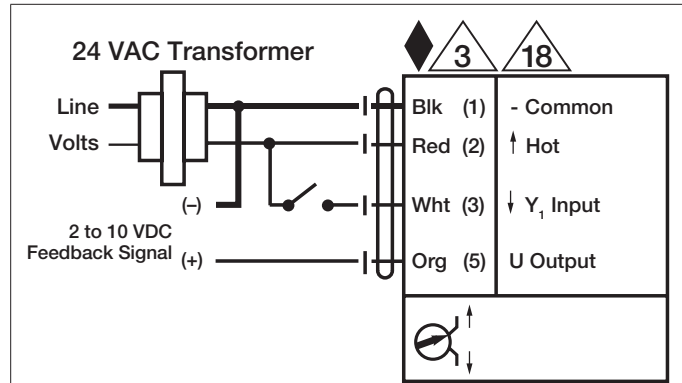 24 VAC Transformer
3 18
Line
Volts
Blk (1) - Common
Red (2) ↑ Hot
(–) Wht (3) ↓ Y₁ Input
2 to 10 VDC
Feedback Signal (+)
Org (5) U Output